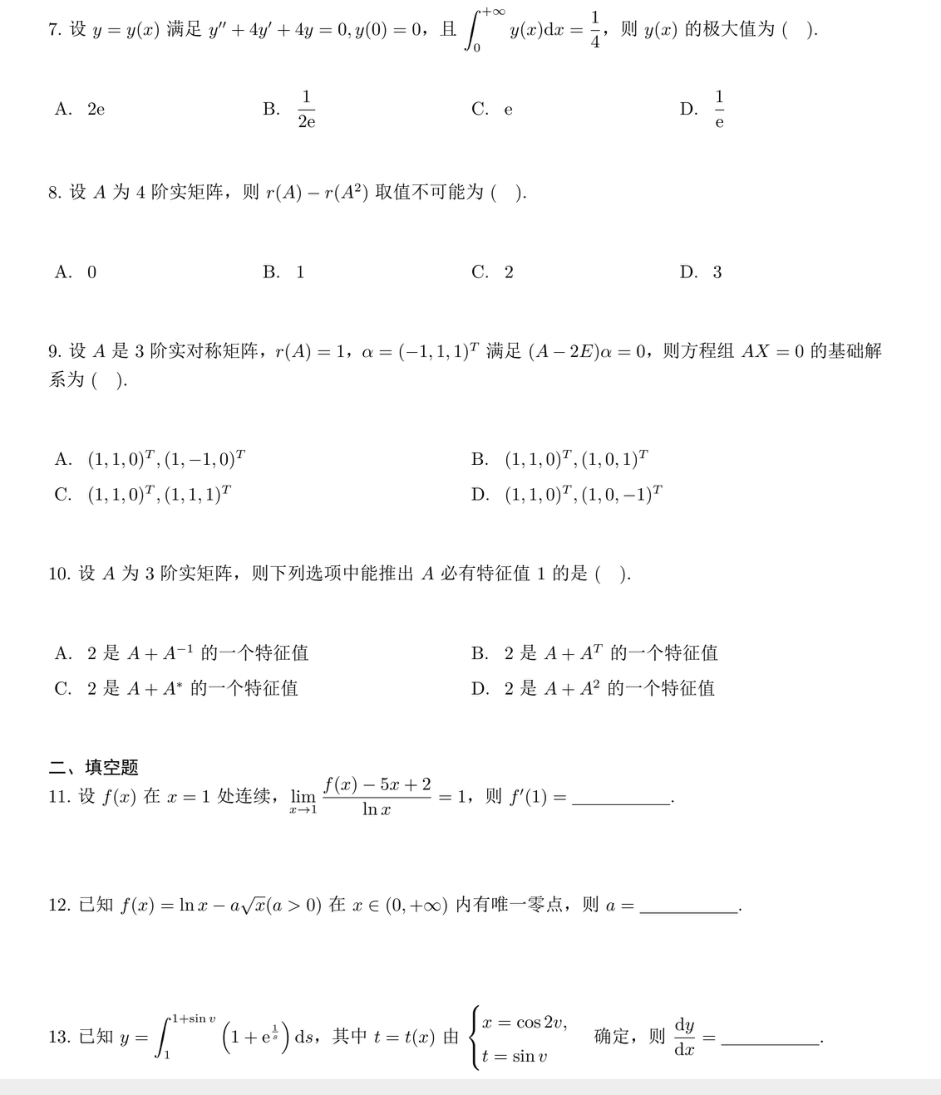 7. 设 y = y(x) 满足 y″ + 4y′ + 4y = 0, y(0) = 0，且 ∫₀^{+∞} y(x)dx = 1/4，则 y(x) 的极大值为 ( ).
A. 2e B. 1/(2e) C. e D. 1/e
8. 设 A 为 4 阶实矩阵，则 r(A) − r(A²) 取值不可能为 ( ).
A. 0 B. 1 C. 2 D. 3
9. 设 A 是 3 阶实对称矩阵，r(A) = 1，α = (−1, 1, 1)ᵀ 满足 (A − 2E)α = 0，则方程组 AX = 0 的基础解
系为 ( ).
A. (1, 1, 0)ᵀ, (1, −1, 0)ᵀ B. (1, 1, 0)ᵀ, (1, 0, 1)ᵀ
C. (1, 1, 0)ᵀ, (1, 1, 1)ᵀ D. (1, 1, 0)ᵀ, (1, 0, −1)ᵀ
10. 设 A 为 3 阶实矩阵，则下列选项中能推出 A 必有特征值 1 的是 ( ).
A. 2 是 A + A⁻¹ 的一个特征值 B. 2 是 A + Aᵀ 的一个特征值
C. 2 是 A + A* 的一个特征值 D. 2 是 A + A² 的一个特征值
二、填空题
11. 设 f(x) 在 x = 1 处连续，lim_{x→1} (f(x) − 5x + 2)/(ln x) = 1，则 f′(1) = ________.
12. 已知 f(x) = ln x − a√x(a > 0) 在 x ∈ (0, +∞) 内有唯一零点，则 a = ________.
13. 已知 y = ∫₁^{1+sin v} (1 + e^{1/s}) ds，其中 t = t(x) 由 { x = cos 2v, t = sin v 确定，则 dy/dx = ________.